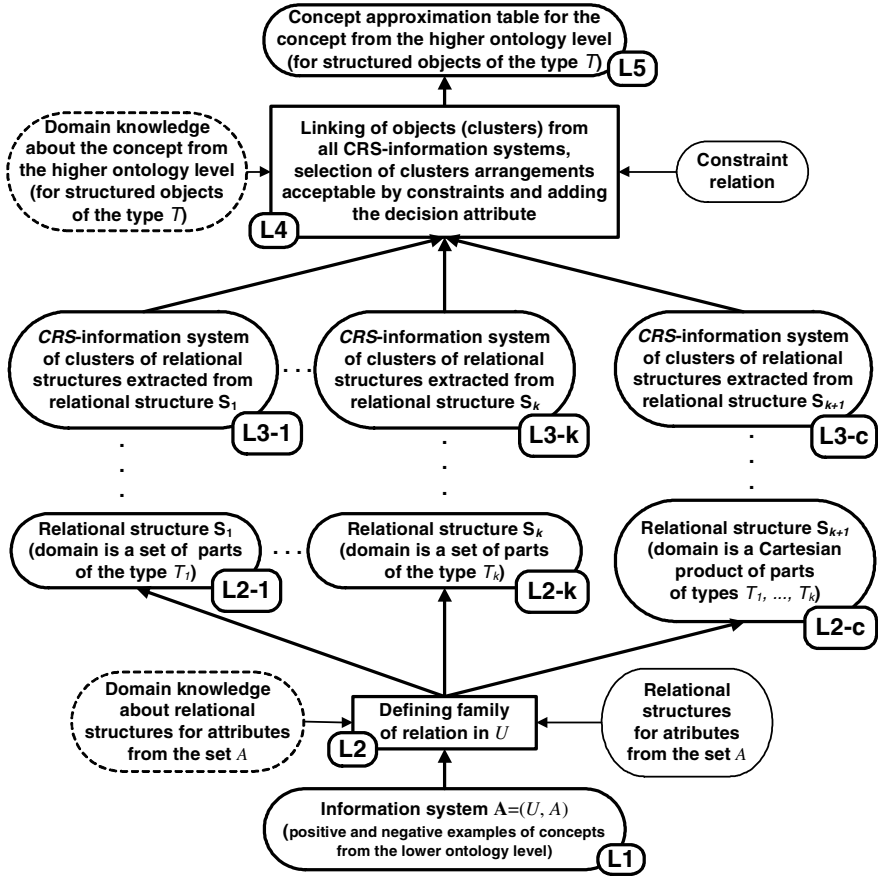 Concept approximation table for the
concept from the higher ontology level
(for structured objects of the type T)
L5
Domain knowledge
about the concept from
the higher ontology level
(for structured objects
of the type T)
Linking of objects (clusters) from
all CRS-information systems,
selection of clusters arrangements
acceptable by constraints and adding
the decision attribute
L4
Constraint
relation
CRS-information system
of clusters of relational
structures extracted from
relational structure S1
L3-1
. . .
CRS-information system
of clusters of relational
structures extracted from
relational structure Sk
L3-k
CRS-information system
of clusters of relational
structures extracted from
relational structure Sk+1
L3-c
Relational structure S1
(domain is a set of parts
of the type T1)
L2-1
. . .
Relational structure Sk
(domain is a set of parts
of the type Tk)
L2-k
Relational structure Sk+1
(domain is a Cartesian
product of parts
of types T1, ..., Tk)
L2-c
Domain knowledge
about relational
structures for attributes
from the set A
Defining family
of relation in U
L2
Relational
structures
for atributes
from the set A
Information system A=(U, A)
(positive and negative examples of concepts
from the lower ontology level)
L1